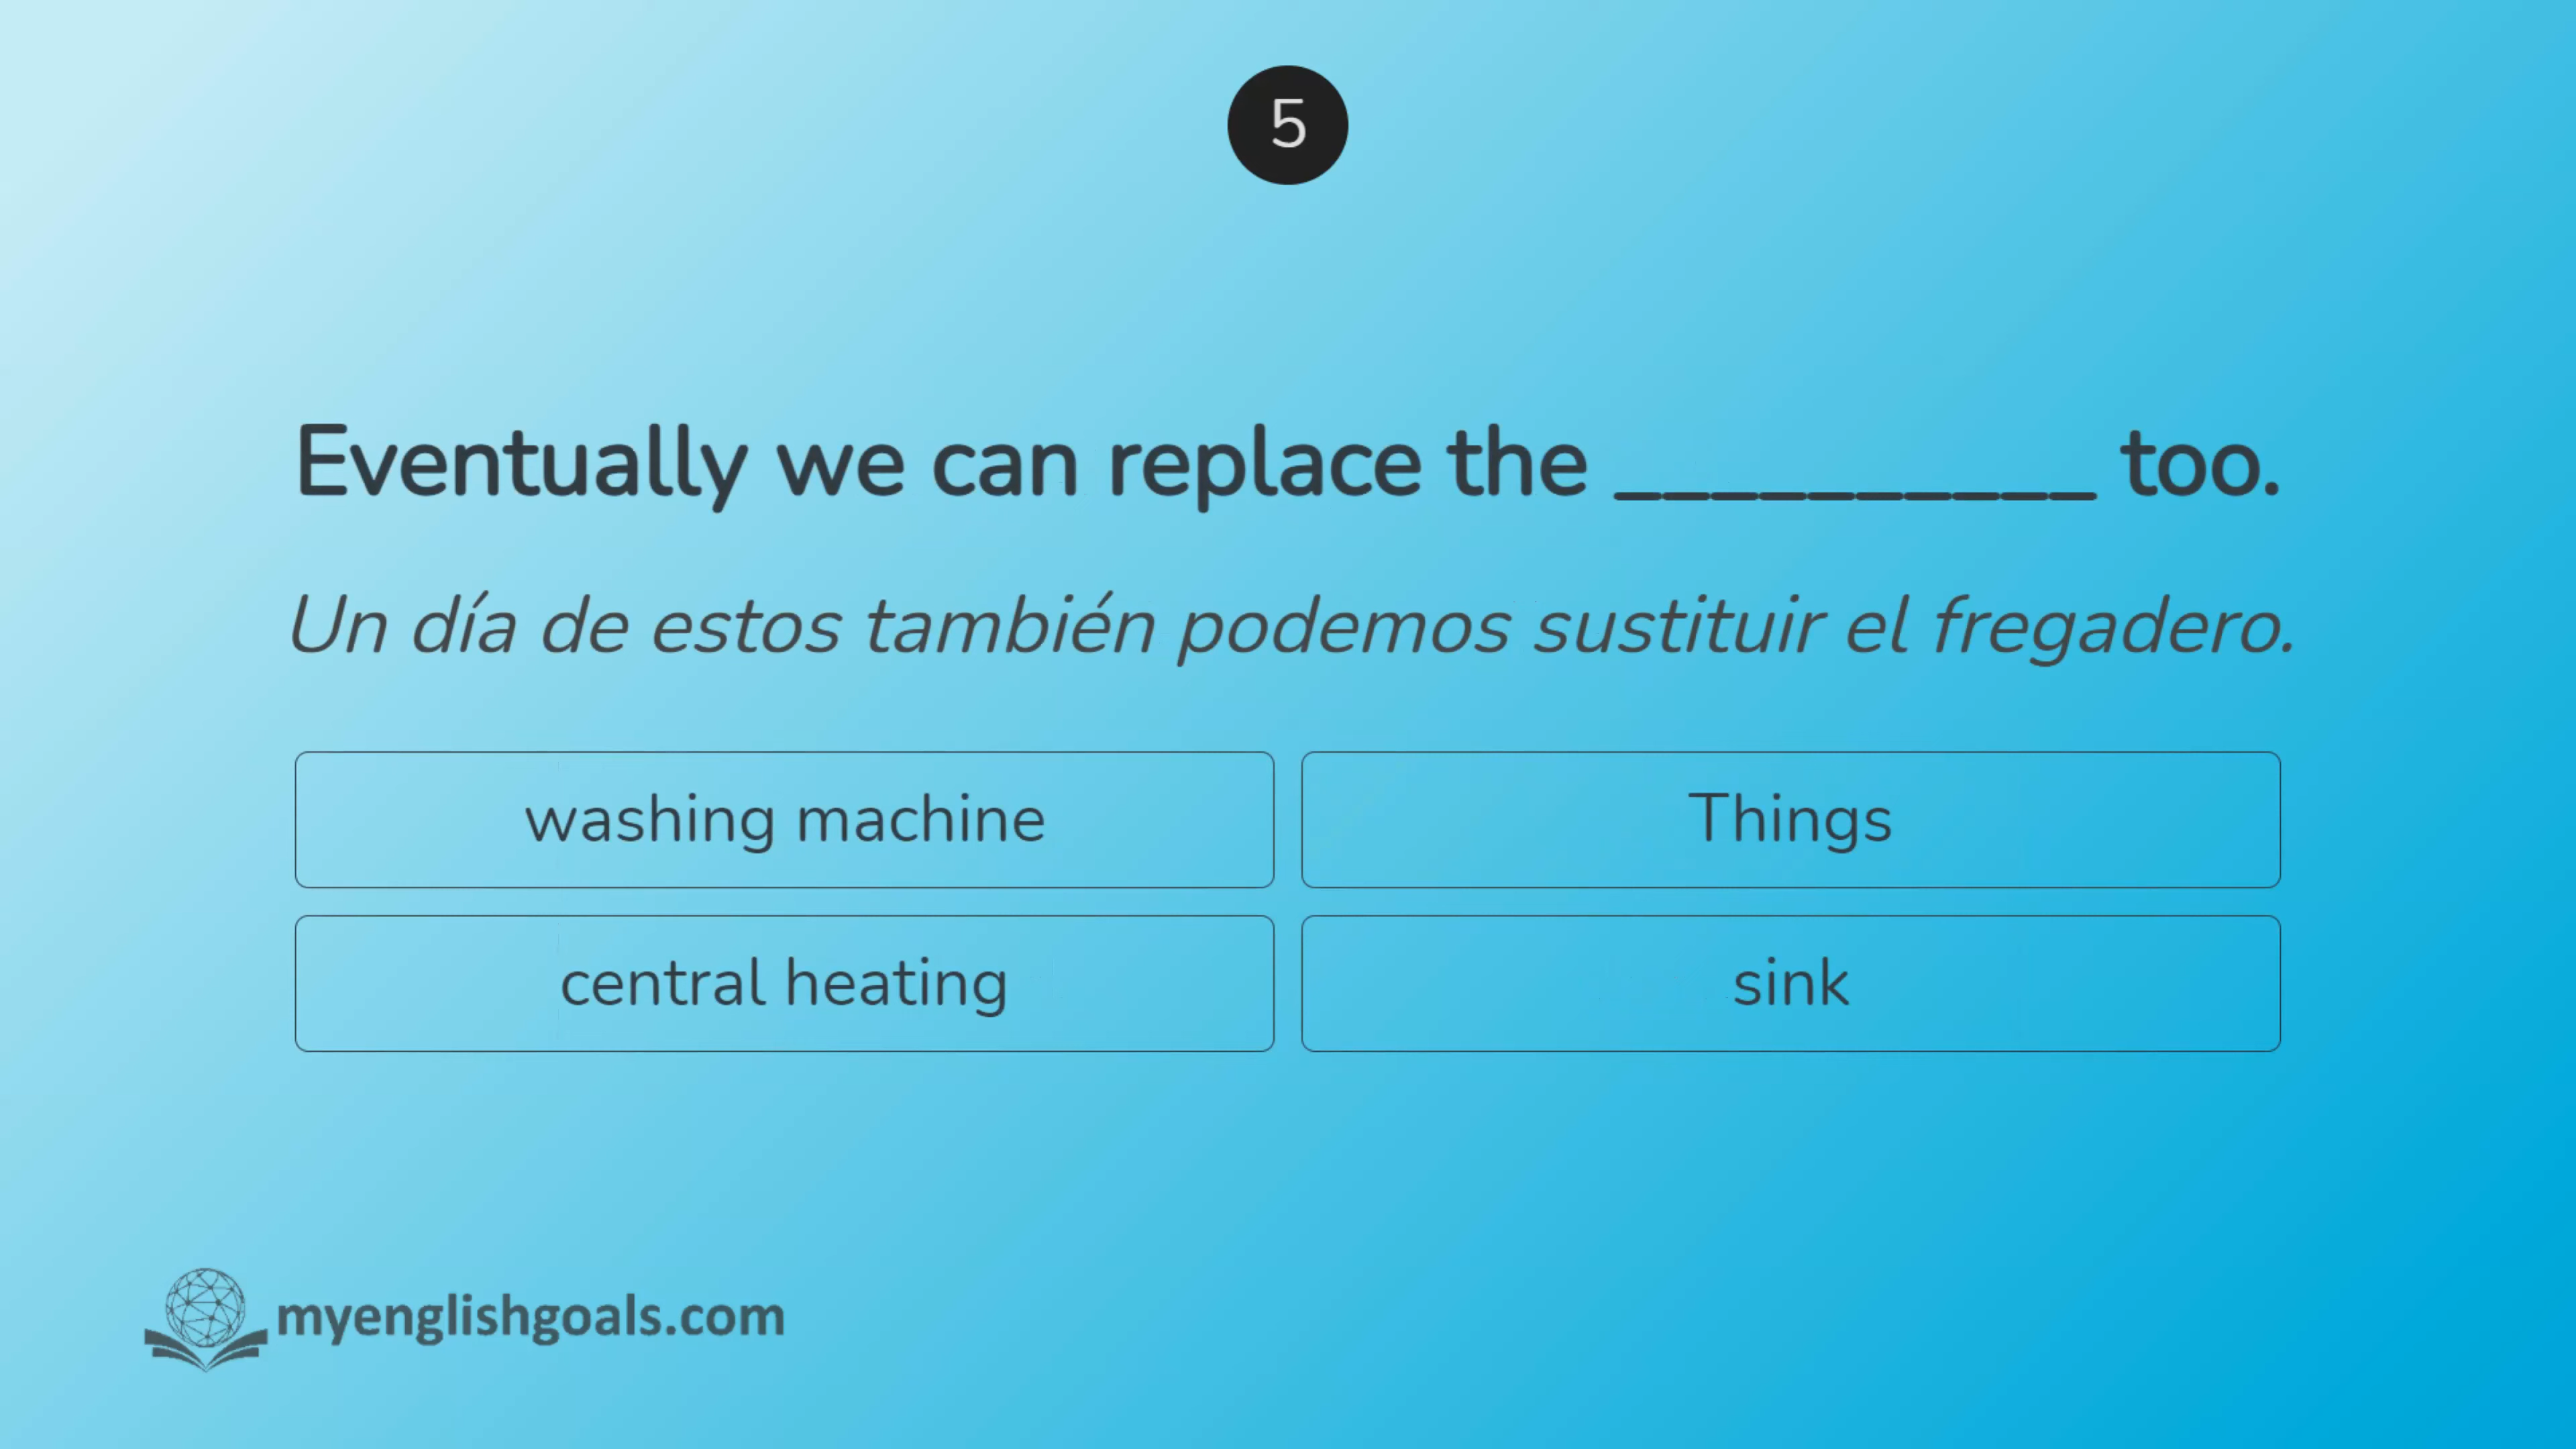 5
Eventually we can replace the __________ too.
Un día de estos también podemos sustituir el fregadero.
washing machine
Things
central heating
sink
myenglishgoals.com